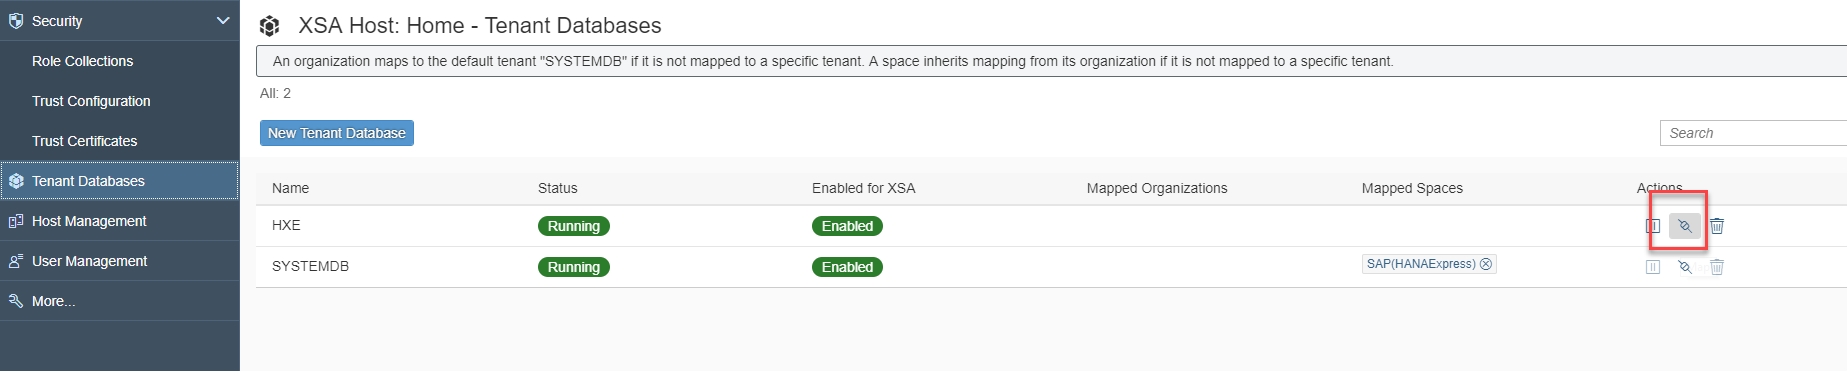 Security
Role Collections
Trust Configuration
Trust Certificates
Tenant Databases
Host Management
User Management
More...
XSA Host: Home - Tenant Databases
An organization maps to the default tenant "SYSTEMDB" if it is not mapped to a specific tenant. A space inherits mapping from its organization if it is not mapped to a specific tenant.
All: 2
New Tenant Database
Search
Name Status Enabled for XSA Mapped Organizations Mapped Spaces Actions
HXE Running Enabled
SYSTEMDB Running Enabled SAP(HANAExpress)